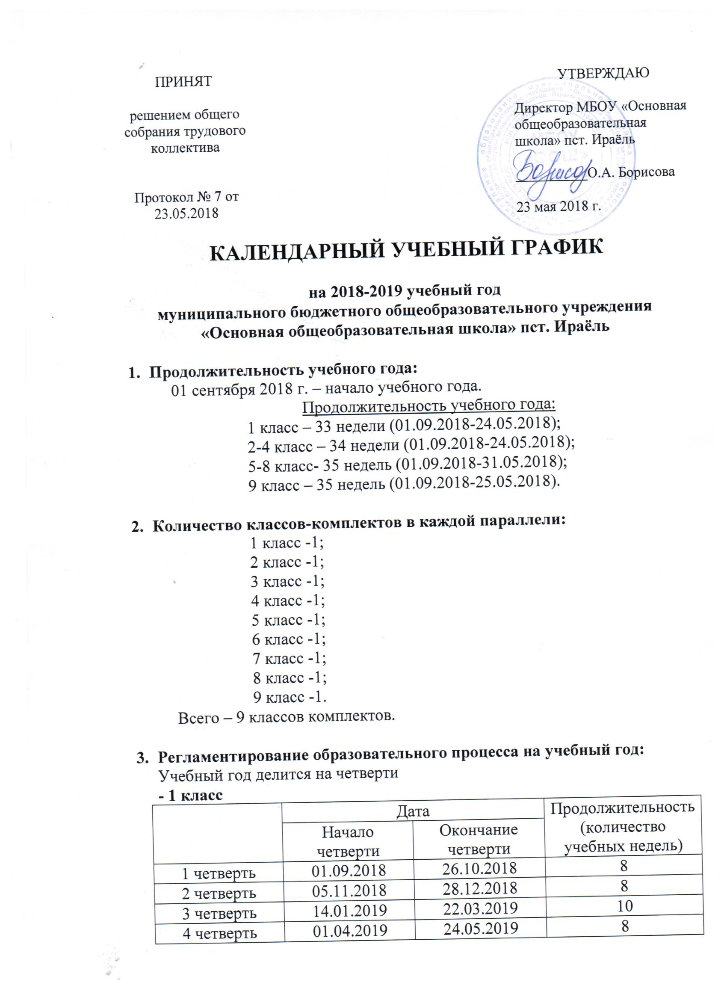 ПРИНЯТ
решением общего
собрания трудового
коллектива
Протокол № 7 от
23.05.2018
УТВЕРЖДАЮ
Директор МБОУ «Основная
общеобразовательная
школа» пст. Ираёль
О.А. Борисова
23 мая 2018 г.
КАЛЕНДАРНЫЙ УЧЕБНЫЙ ГРАФИК
на 2018-2019 учебный год
муниципального бюджетного общеобразовательного учреждения
«Основная общеобразовательная школа» пст. Ираёль
1. Продолжительность учебного года:
01 сентября 2018 г. – начало учебного года.
Продолжительность учебного года:
1 класс – 33 недели (01.09.2018-24.05.2018);
2-4 класс – 34 недели (01.09.2018-24.05.2018);
5-8 класс- 35 недель (01.09.2018-31.05.2018);
9 класс – 35 недель (01.09.2018-25.05.2018).
2. Количество классов-комплектов в каждой параллели:
1 класс -1;
2 класс -1;
3 класс -1;
4 класс -1;
5 класс -1;
6 класс -1;
7 класс -1;
8 класс -1;
9 класс -1.
Всего – 9 классов комплектов.
3. Регламентирование образовательного процесса на учебный год:
Учебный год делится на четверти
- 1 класс
Дата
Продолжительность
(количество
учебных недель)
Начало
четверти
Окончание
четверти
1 четверть 01.09.2018 26.10.2018 8
2 четверть 05.11.2018 28.12.2018 8
3 четверть 14.01.2019 22.03.2019 10
4 четверть 01.04.2019 24.05.2019 8